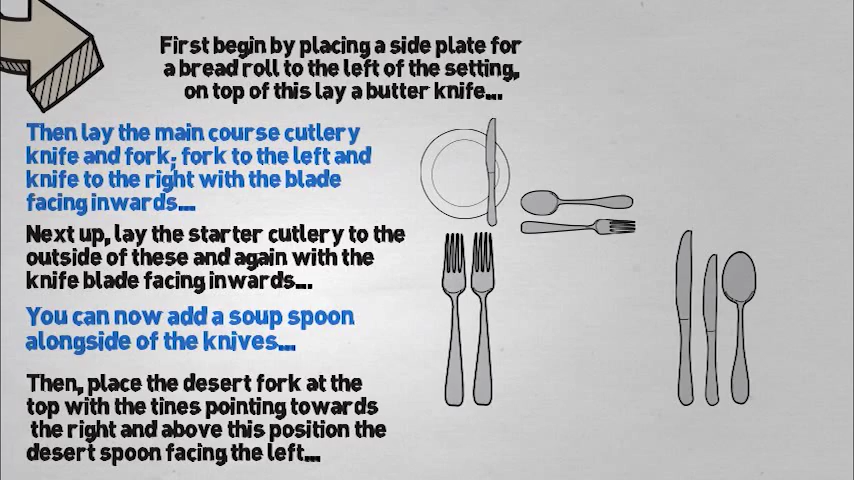 First begin by placing a side plate for
a bread roll to the left of the setting,
on top of this lay a butter knife...
Then lay the main course cutlery
knife and fork; fork to the left and
knife to the right with the blade
facing inwards...
Next up, lay the starter cutlery to the
outside of these and again with the
knife blade facing inwards...
You can now add a soup spoon
alongside of the knives...
Then, place the desert fork at the
top with the tines pointing towards
the right and above this position the
desert spoon facing the left...